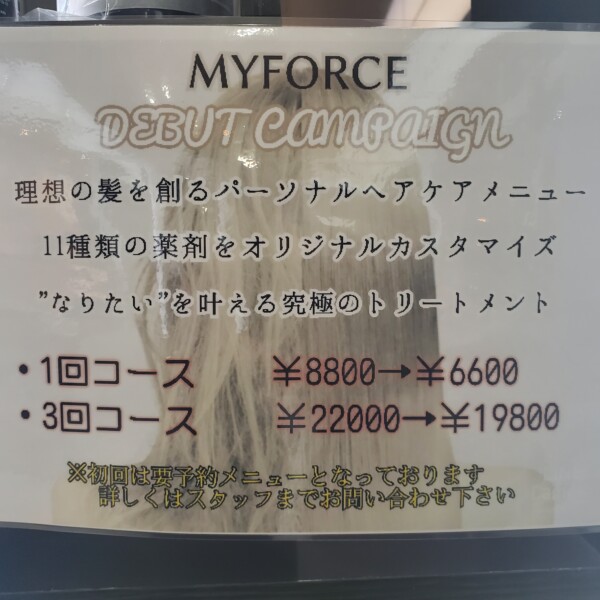 MYFORCE
DEBUT CAMPAIGN
理想の髪を創るパーソナルヘアケアメニュー
11種類の薬剤をオリジナルカスタマイズ
”なりたい”を叶える究極のトリートメント
・1回コース ¥8800→¥6600
・3回コース ¥22000→¥19800
※初回は要予約メニューとなっております
詳しくはスタッフまでお問い合わせ下さい